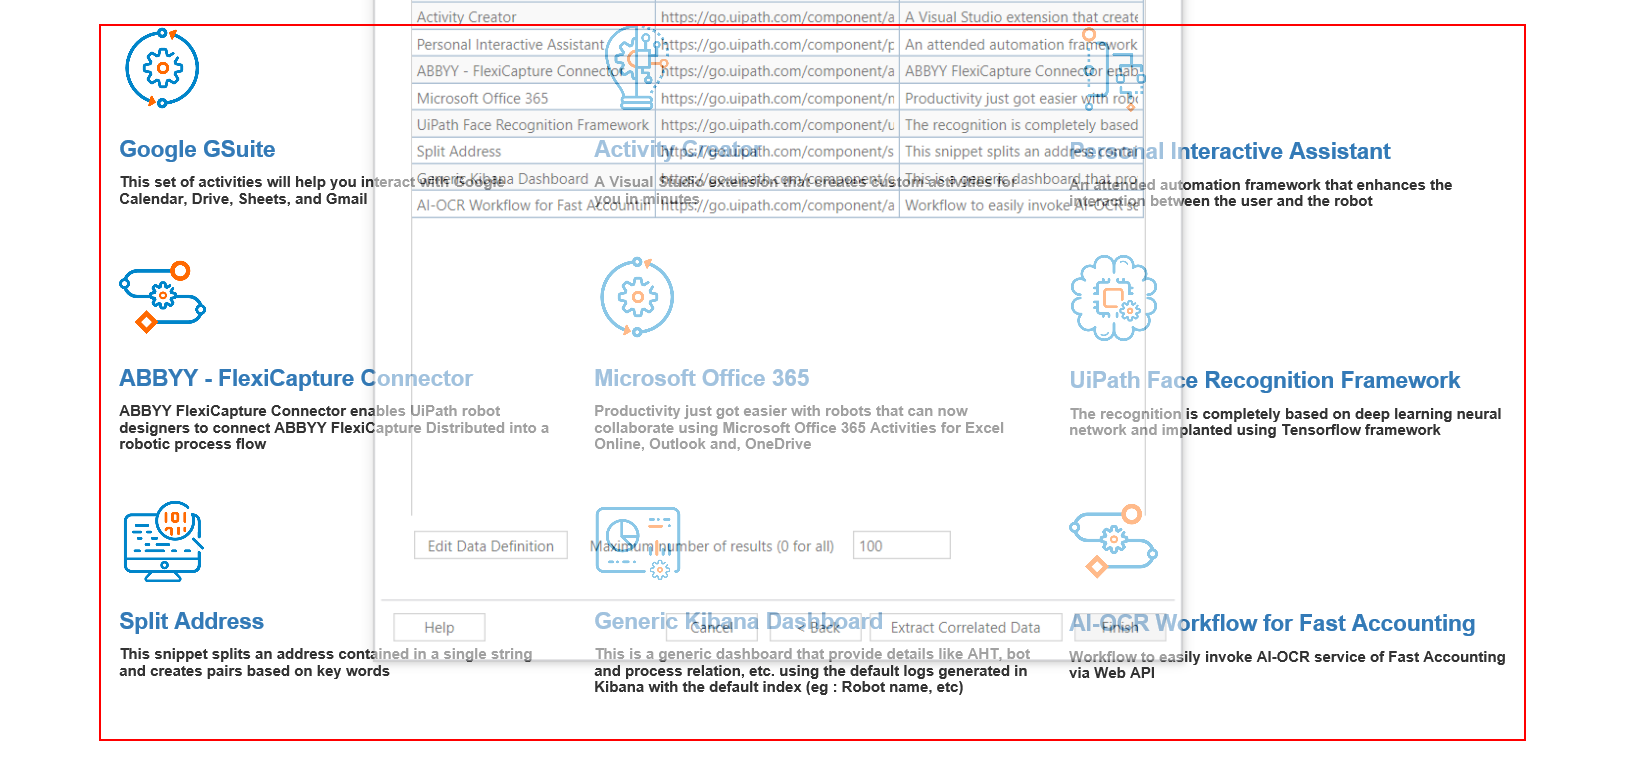 Activity Creator https://go.uipath.com/component/a A Visual Studio extension that create
Personal Interactive Assistant https://go.uipath.com/component/p An attended automation framework
ABBYY - FlexiCapture Connector https://go.uipath.com/component/a ABBYY FlexiCapture Connector enab
Microsoft Office 365 https://go.uipath.com/component/m Productivity just got easier with robo
UiPath Face Recognition Framework https://go.uipath.com/component/u The recognition is completely based
Split Address https://go.uipath.com/component/s This snippet splits an address contai
Generic Kibana Dashboard https://go.uipath.com/component/g This is a generic dashboard that pro
AI-OCR Workflow for Fast Accountin https://go.uipath.com/component/a Workflow to easily invoke AI-OCR se
Google GSuite
This set of activities will help you interact with Google
Calendar, Drive, Sheets, and Gmail
Activity Creator
A Visual Studio extension that creates custom activities for
you in minutes
Personal Interactive Assistant
An attended automation framework that enhances the
interaction between the user and the robot
ABBYY - FlexiCapture Connector
ABBYY FlexiCapture Connector enables UiPath robot
designers to connect ABBYY FlexiCapture Distributed into a
robotic process flow
Microsoft Office 365
Productivity just got easier with robots that can now
collaborate using Microsoft Office 365 Activities for Excel
Online, Outlook and, OneDrive
UiPath Face Recognition Framework
The recognition is completely based on deep learning neural
network and implanted using Tensorflow framework
Edit Data Definition Maximum number of results (0 for all) 100
Split Address
This snippet splits an address contained in a single string
and creates pairs based on key words
Generic Kibana Dashboard
This is a generic dashboard that provide details like AHT, bot
and process relation, etc. using the default logs generated in
Kibana with the default index (eg : Robot name, etc)
AI-OCR Workflow for Fast Accounting
Workflow to easily invoke AI-OCR service of Fast Accounting
via Web API
Help Cancel < Back Extract Correlated Data Finish